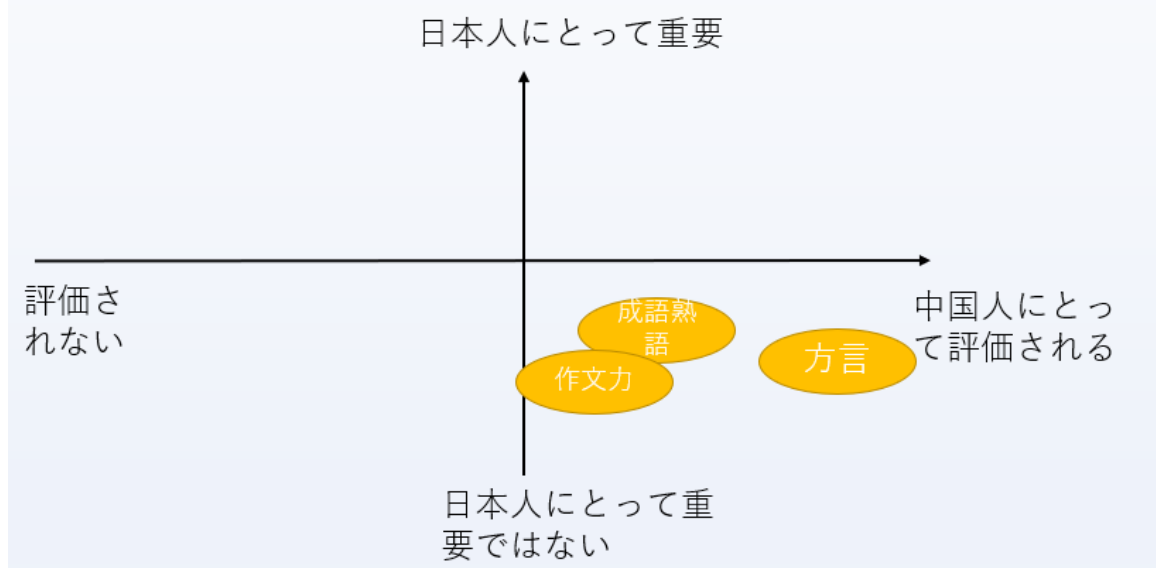 日本人にとって重要
評価さ
れない
中国人にとっ
て評価される
成語熟
語
方言
作文力
日本人にとって重
要ではない